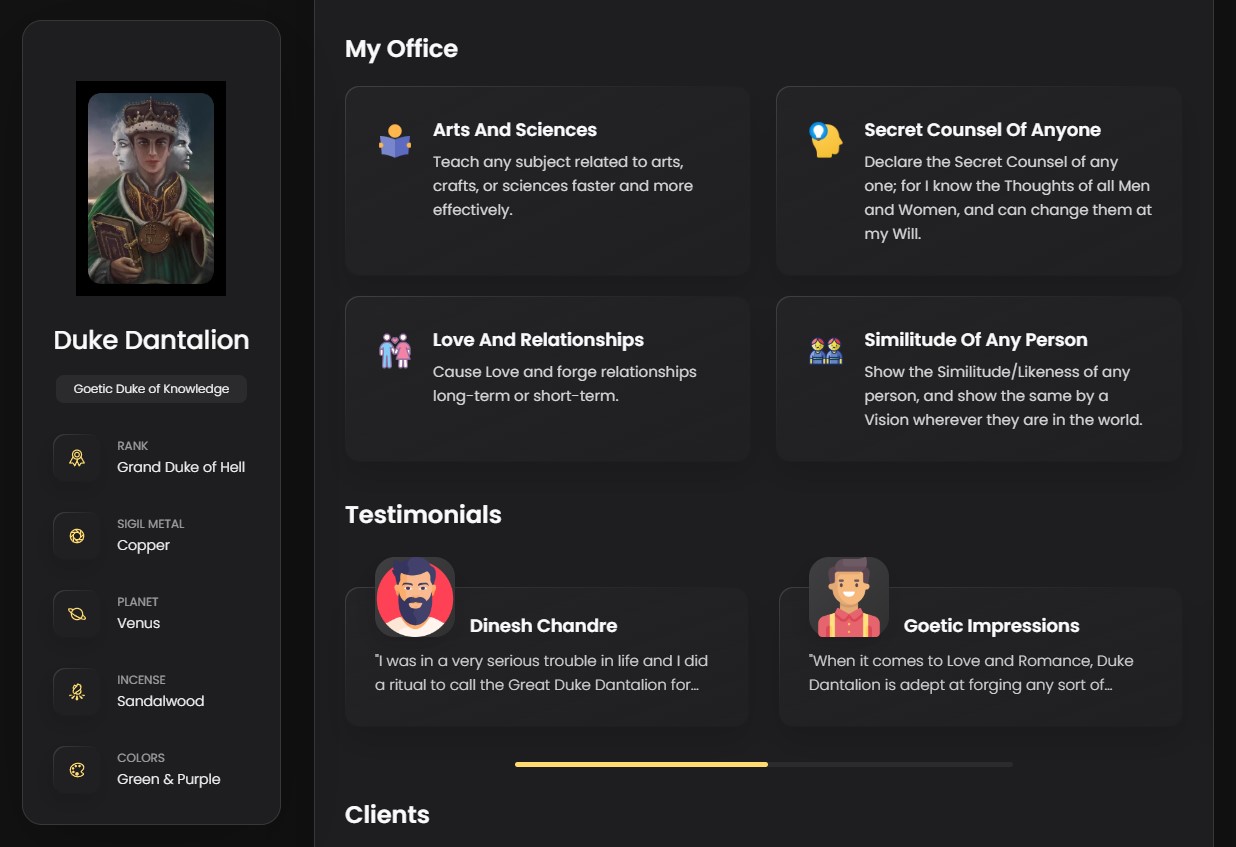 Duke Dantalion
Goetic Duke of Knowledge
RANK
Grand Duke of Hell
SIGIL METAL
Copper
PLANET
Venus
INCENSE
Sandalwood
COLORS
Green & Purple
My Office
Arts And Sciences
Teach any subject related to arts,
crafts, or sciences faster and more
effectively.
Secret Counsel Of Anyone
Declare the Secret Counsel of any
one; for I know the Thoughts of all Men
and Women, and can change them at
my Will.
Love And Relationships
Cause Love and forge relationships
long-term or short-term.
Similitude Of Any Person
Show the Similitude/Likeness of any
person, and show the same by a
Vision wherever they are in the world.
Testimonials
Dinesh Chandre
"I was in a very serious trouble in life and I did
a ritual to call the Great Duke Dantalion for...
Goetic Impressions
"When it comes to Love and Romance, Duke
Dantalion is adept at forging any sort of...
Clients